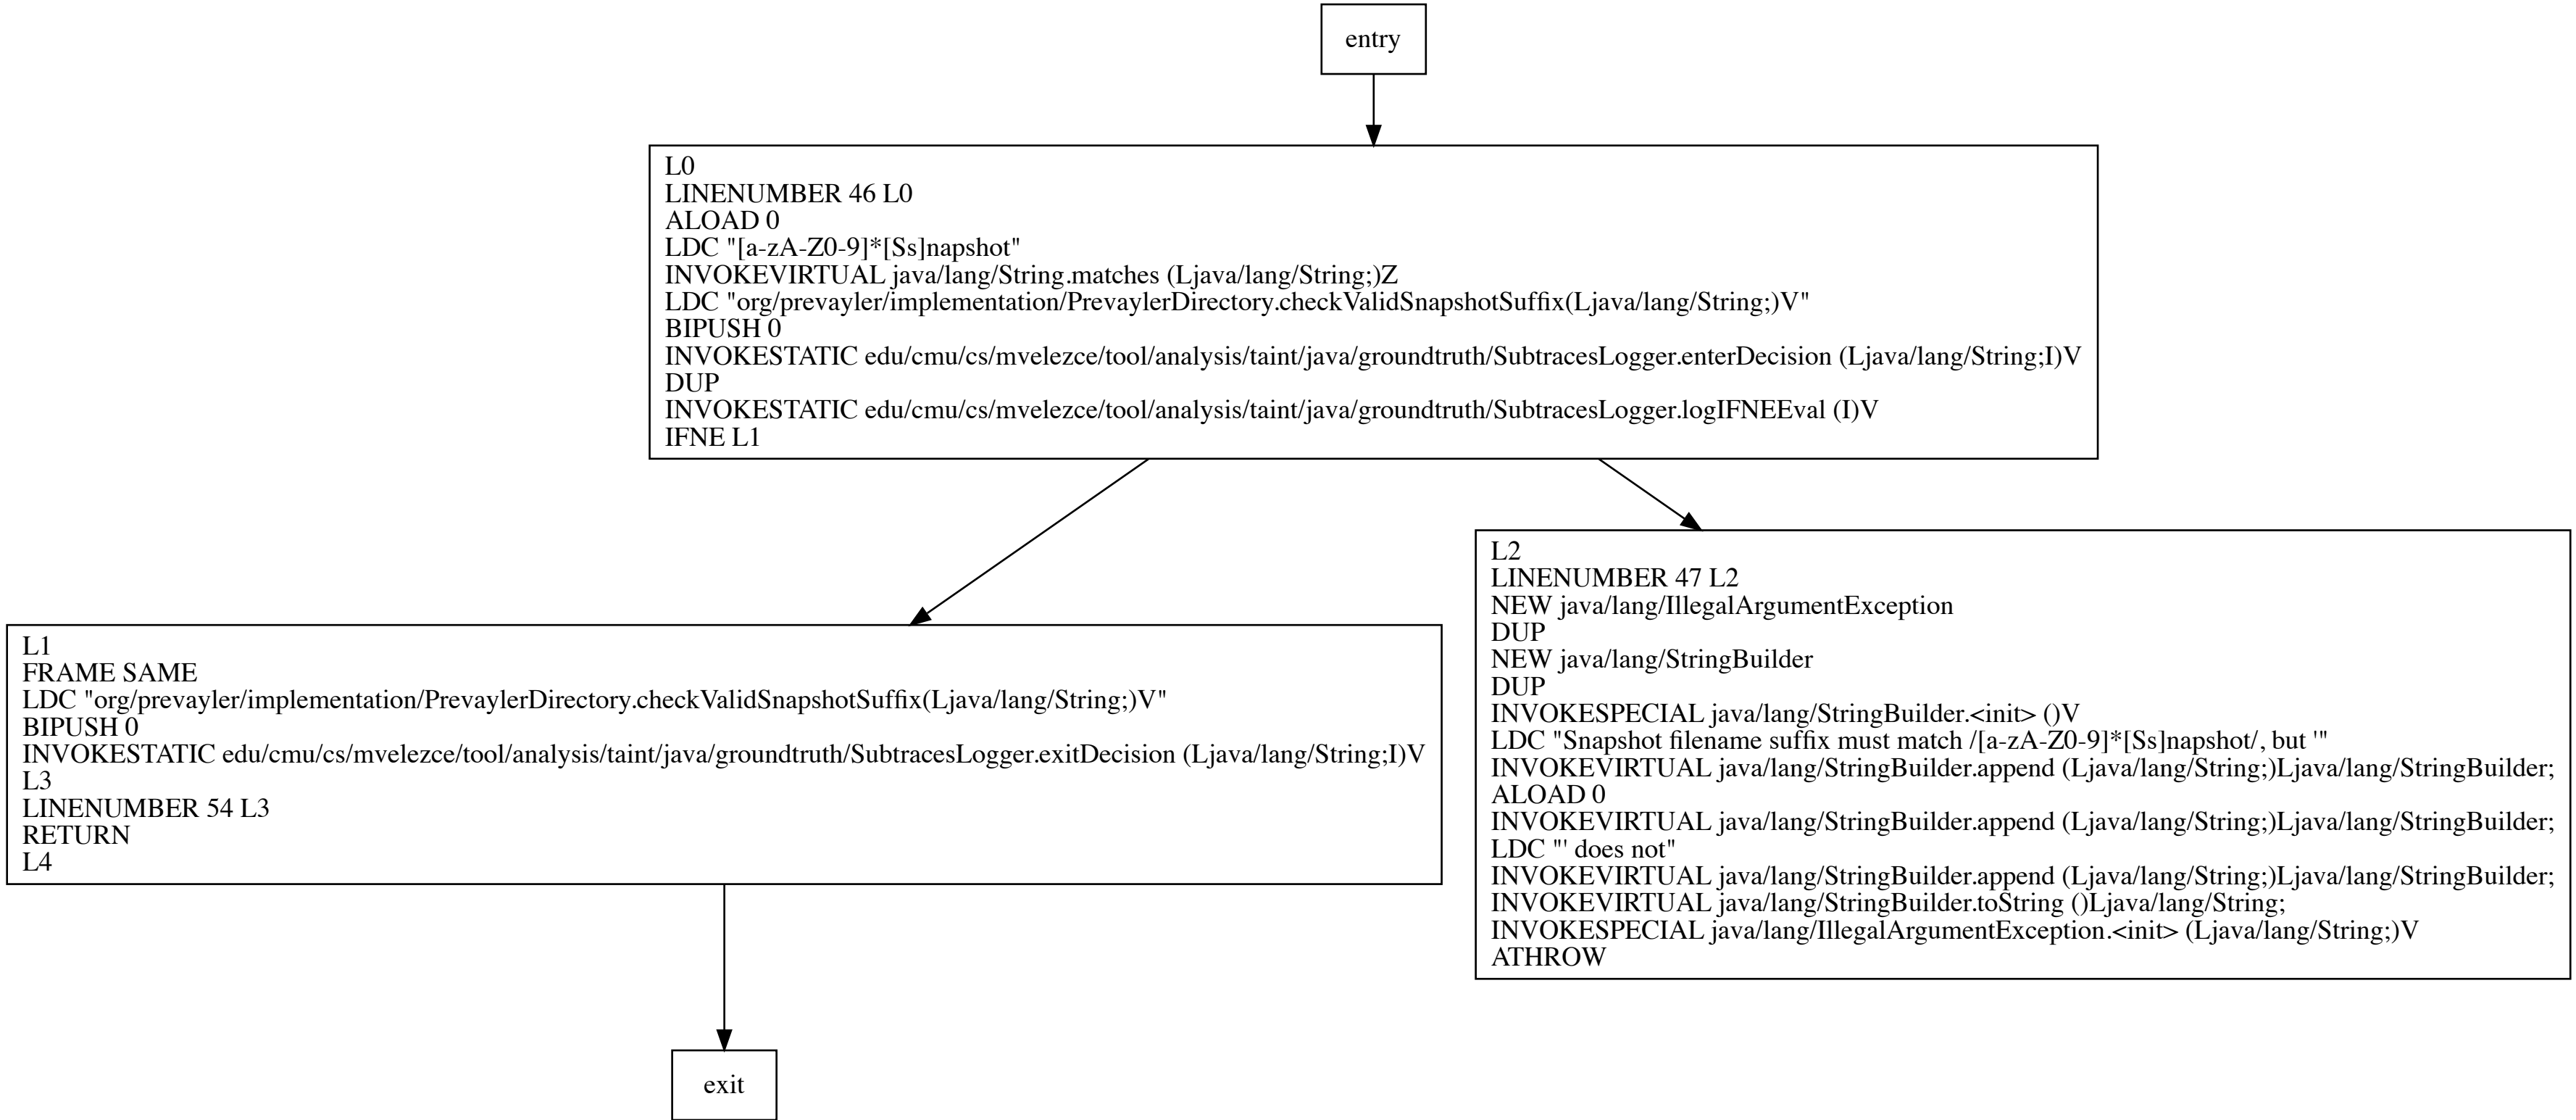 entry
L0
LINENUMBER 46 L0
ALOAD 0
LDC "[a-zA-Z0-9]*[Ss]napshot"
INVOKEVIRTUAL java/lang/String.matches (Ljava/lang/String;)Z
LDC "org/prevayler/implementation/PrevaylerDirectory.checkValidSnapshotSuffix(Ljava/lang/String;)V"
BIPUSH 0
INVOKESTATIC edu/cmu/cs/mvelezce/tool/analysis/taint/java/groundtruth/SubtracesLogger.enterDecision (Ljava/lang/String;I)V
DUP
INVOKESTATIC edu/cmu/cs/mvelezce/tool/analysis/taint/java/groundtruth/SubtracesLogger.logIFNEEval (I)V
IFNE L1
L1
FRAME SAME
LDC "org/prevayler/implementation/PrevaylerDirectory.checkValidSnapshotSuffix(Ljava/lang/String;)V"
BIPUSH 0
INVOKESTATIC edu/cmu/cs/mvelezce/tool/analysis/taint/java/groundtruth/SubtracesLogger.exitDecision (Ljava/lang/String;I)V
L3
LINENUMBER 54 L3
RETURN
L4
L2
LINENUMBER 47 L2
NEW java/lang/IllegalArgumentException
DUP
NEW java/lang/StringBuilder
DUP
INVOKESPECIAL java/lang/StringBuilder.<init> ()V
LDC "Snapshot filename suffix must match /[a-zA-Z0-9]*[Ss]napshot/, but '"
INVOKEVIRTUAL java/lang/StringBuilder.append (Ljava/lang/String;)Ljava/lang/StringBuilder;
ALOAD 0
INVOKEVIRTUAL java/lang/StringBuilder.append (Ljava/lang/String;)Ljava/lang/StringBuilder;
LDC "' does not"
INVOKEVIRTUAL java/lang/StringBuilder.append (Ljava/lang/String;)Ljava/lang/StringBuilder;
INVOKEVIRTUAL java/lang/StringBuilder.toString ()Ljava/lang/String;
INVOKESPECIAL java/lang/IllegalArgumentException.<init> (Ljava/lang/String;)V
ATHROW
exit